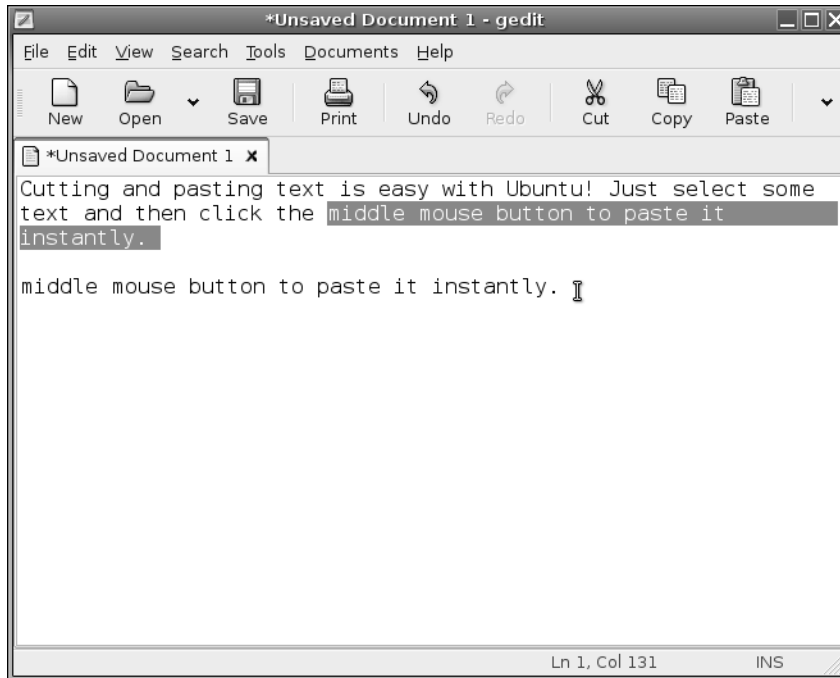 *Unsaved Document 1 - gedit
File Edit View Search Tools Documents Help
New Open Save Print Undo Redo Cut Copy Paste
*Unsaved Document 1
Cutting and pasting text is easy with Ubuntu! Just select some
text and then click the middle mouse button to paste it
instantly.
middle mouse button to paste it instantly.
Ln 1, Col 131 INS